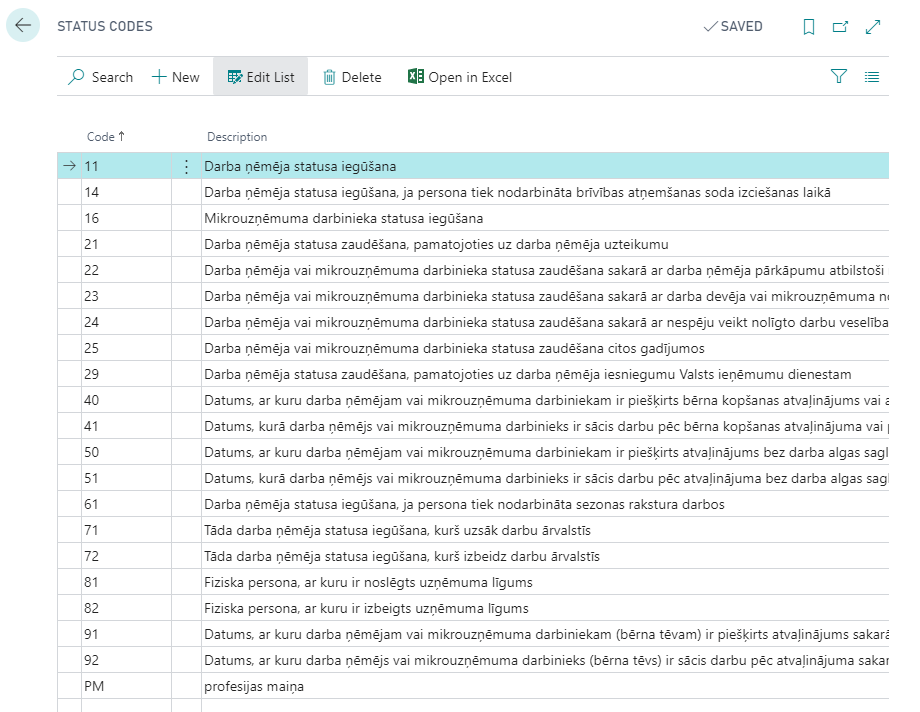 STATUS CODES
SAVED
Search New Edit List Delete Open in Excel
Code Description
11 Darba ņēmēja statusa iegūšana
14 Darba ņēmēja statusa iegūšana, ja persona tiek nodarbināta brīvības atņemšanas soda izciešanas laikā
16 Mikrouzņēmuma darbinieka statusa iegūšana
21 Darba ņēmēja statusa zaudēšana, pamatojoties uz darba ņēmēja uzteikumu
22 Darba ņēmēja vai mikrouzņēmuma darbinieka statusa zaudēšana sakarā ar darba ņēmēja pārkāpumu atbilstoši
23 Darba ņēmēja vai mikrouzņēmuma darbinieka statusa zaudēšana sakarā ar darba devēja vai mikrouzņēmuma
24 Darba ņēmēja vai mikrouzņēmuma darbinieka statusa zaudēšana sakarā ar nespēju veikt nolīgto darbu veselība
25 Darba ņēmēja vai mikrouzņēmuma darbinieka statusa zaudēšana citos gadījumos
29 Darba ņēmēja statusa zaudēšana, pamatojoties uz darba ņēmēja iesniegumu Valsts ieņēmumu dienestam
40 Datums, ar kuru darba ņēmējam vai mikrouzņēmuma darbiniekam ir piešķirts bērna kopšanas atvaļinājums vai
41 Datums, kurā darba ņēmējs vai mikrouzņēmuma darbinieks ir sācis darbu pēc bērna kopšanas atvaļinājuma vai
50 Datums, ar kuru darba ņēmējam vai mikrouzņēmuma darbiniekam ir piešķirts atvaļinājums bez darba algas sagl
51 Datums, kurā darba ņēmējs vai mikrouzņēmuma darbinieks ir sācis darbu pēc atvaļinājuma bez darba algas sagl
61 Darba ņēmēja statusa iegūšana, ja persona tiek nodarbināta sezonas rakstura darbos
71 Tāda darba ņēmēja statusa iegūšana, kurš uzsāk darbu ārvalstīs
72 Tāda darba ņēmēja statusa iegūšana, kurš izbeidz darbu ārvalstīs
81 Fiziska persona, ar kuru ir noslēgts uzņēmuma līgums
82 Fiziska persona, ar kuru ir izbeigts uzņēmuma līgums
91 Datums, ar kuru darba ņēmējam vai mikrouzņēmuma darbiniekam (bērna tēvam) ir piešķirts atvaļinājums sakarā
92 Datums, ar kuru darba ņēmējs vai mikrouzņēmuma darbinieks (bērna tēvs) ir sācis darbu pēc atvaļinājuma sakar
PM profesijas maiņa